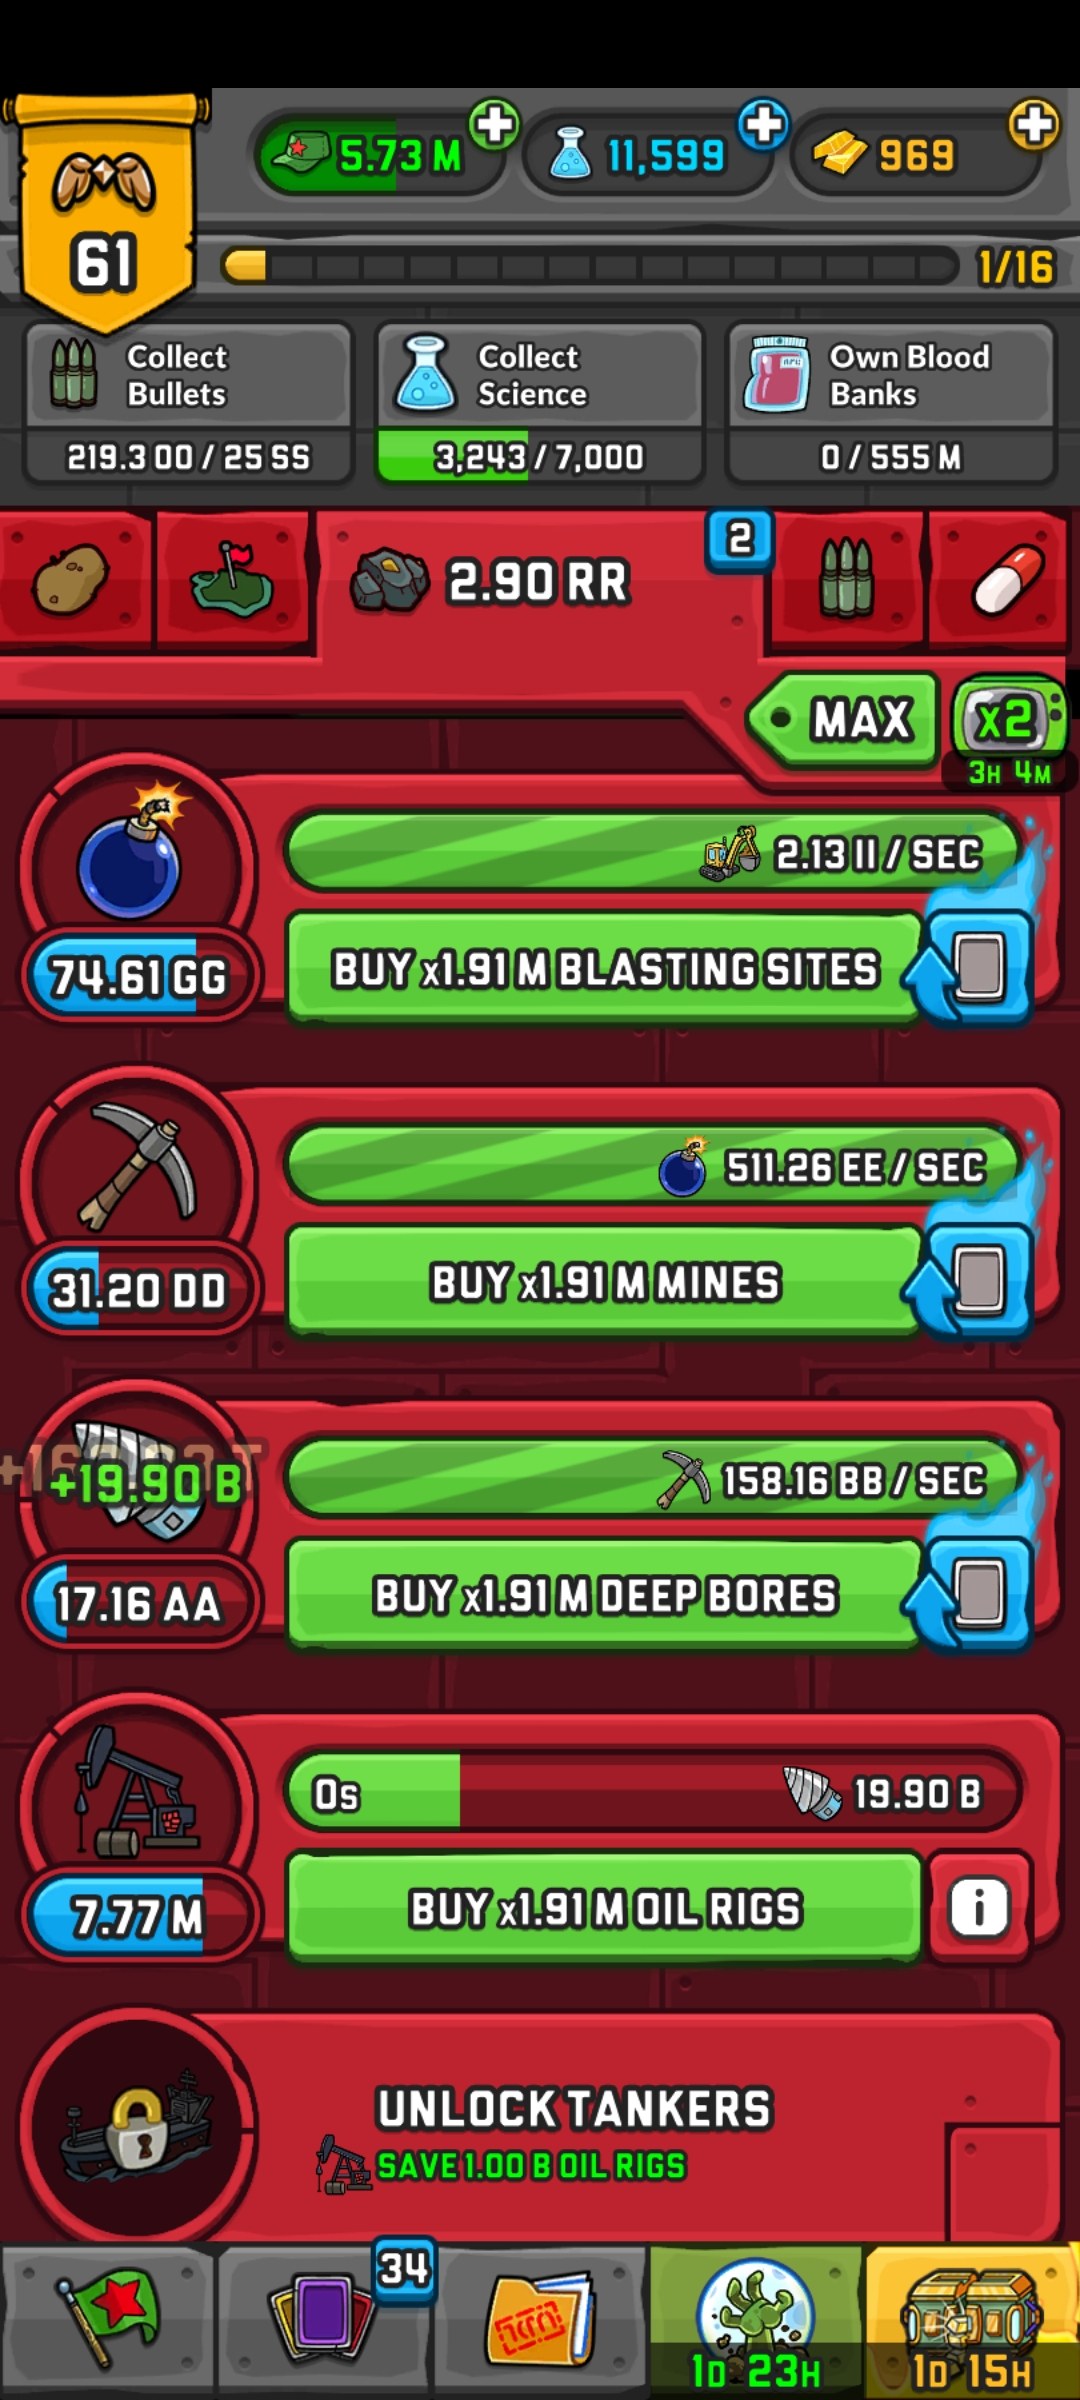 5.73 M
11,599
969
61
1/16
Collect
Bullets
219.3 OO / 25 SS
Collect
Science
3,243 / 7,000
Own Blood
Banks
0 / 555 M
2.90 RR
2
MAX
x2
3H 4M
2.13 II / SEC
74.61 GG
BUY x1.91 M BLASTING SITES
511.26 EE / SEC
31.20 DD
BUY x1.91 M MINES
+19.90 B
158.16 BB / SEC
17.16 AA
BUY x1.91 M DEEP BORES
0s
19.90 B
7.77 M
BUY x1.91 M OIL RIGS
i
UNLOCK TANKERS
SAVE 1.00 B OIL RIGS
34
1D 23H
1D 15H